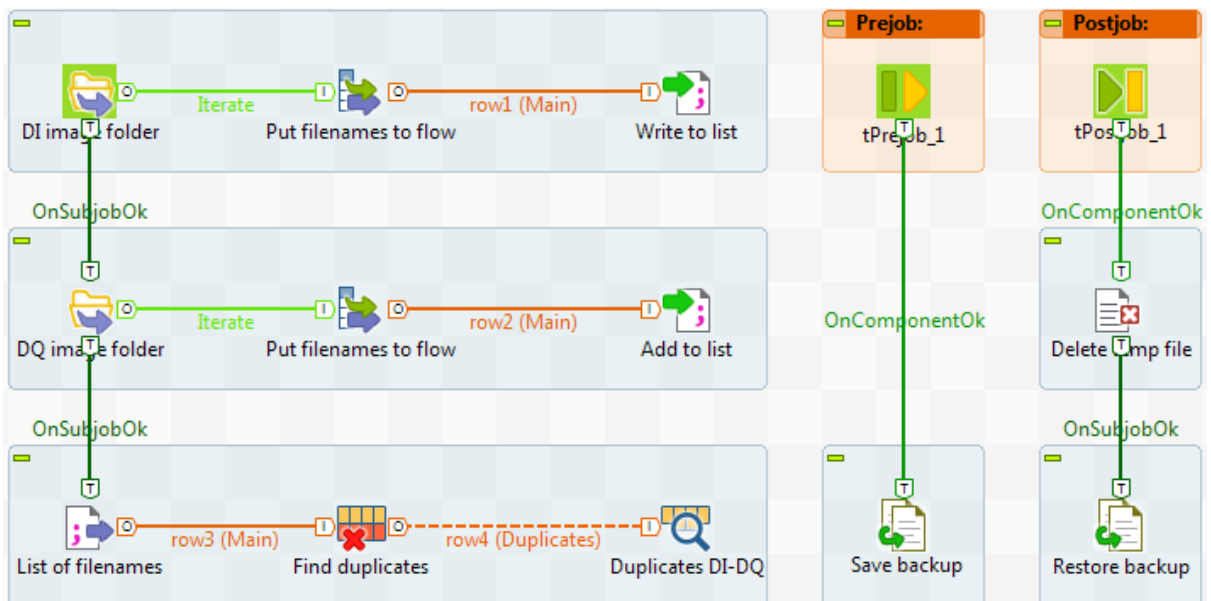 Prejob:
Postjob:
O Iterate I
O row1 (Main) I
DI image folder
Put filenames to flow
Write to list
T
tPrejob_1
T
tPostjob_1
T
OnSubjobOk
OnComponentOk
T
T
O Iterate I
O row2 (Main) I
OnComponentOk
DQ image folder
Put filenames to flow
Add to list
T
Delete temp file
T
OnSubjobOk
OnSubjobOk
T
T
T
O row3 (Main) I
O row4 (Duplicates) I
List of filenames
Find duplicates
Duplicates DI-DQ
Save backup
Restore backup